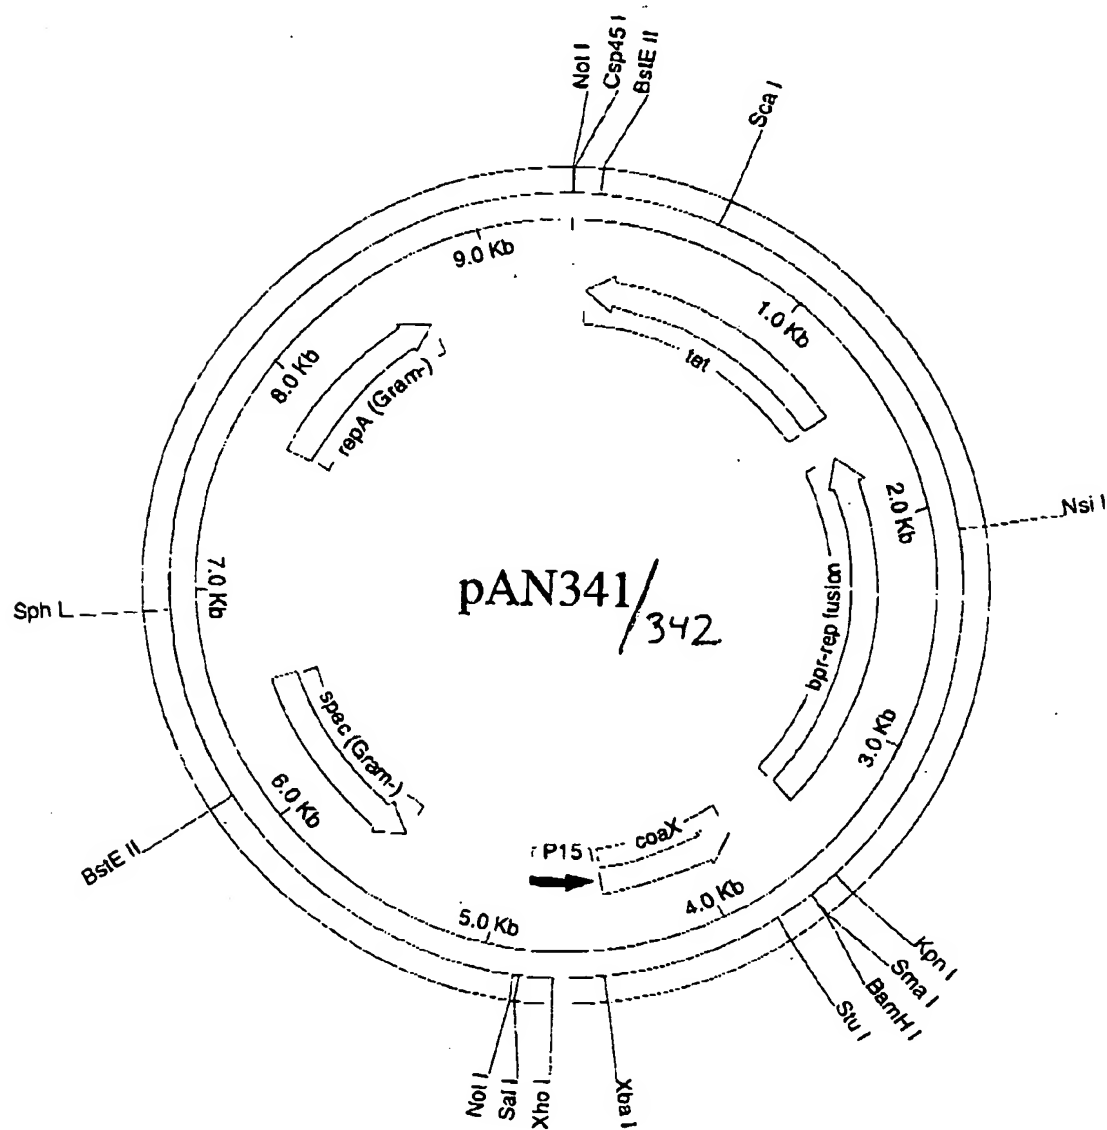 Not I
Csp45 I
BstE II
Sca I
9.0 Kb
1.0 Kb
8.0 Kb
repA (Gram-)
tet
2.0 Kb
Nsi I
7.0 Kb
Sph I
pAN341/342
bpr-rep fusion
spec (Gram-)
3.0 Kb
6.0 Kb
BstE II
P15
coaX
4.0 Kb
5.0 Kb
Kpn I
Sma I
BamH I
Stu I
Not I
Sal I
Xho I
Xba I